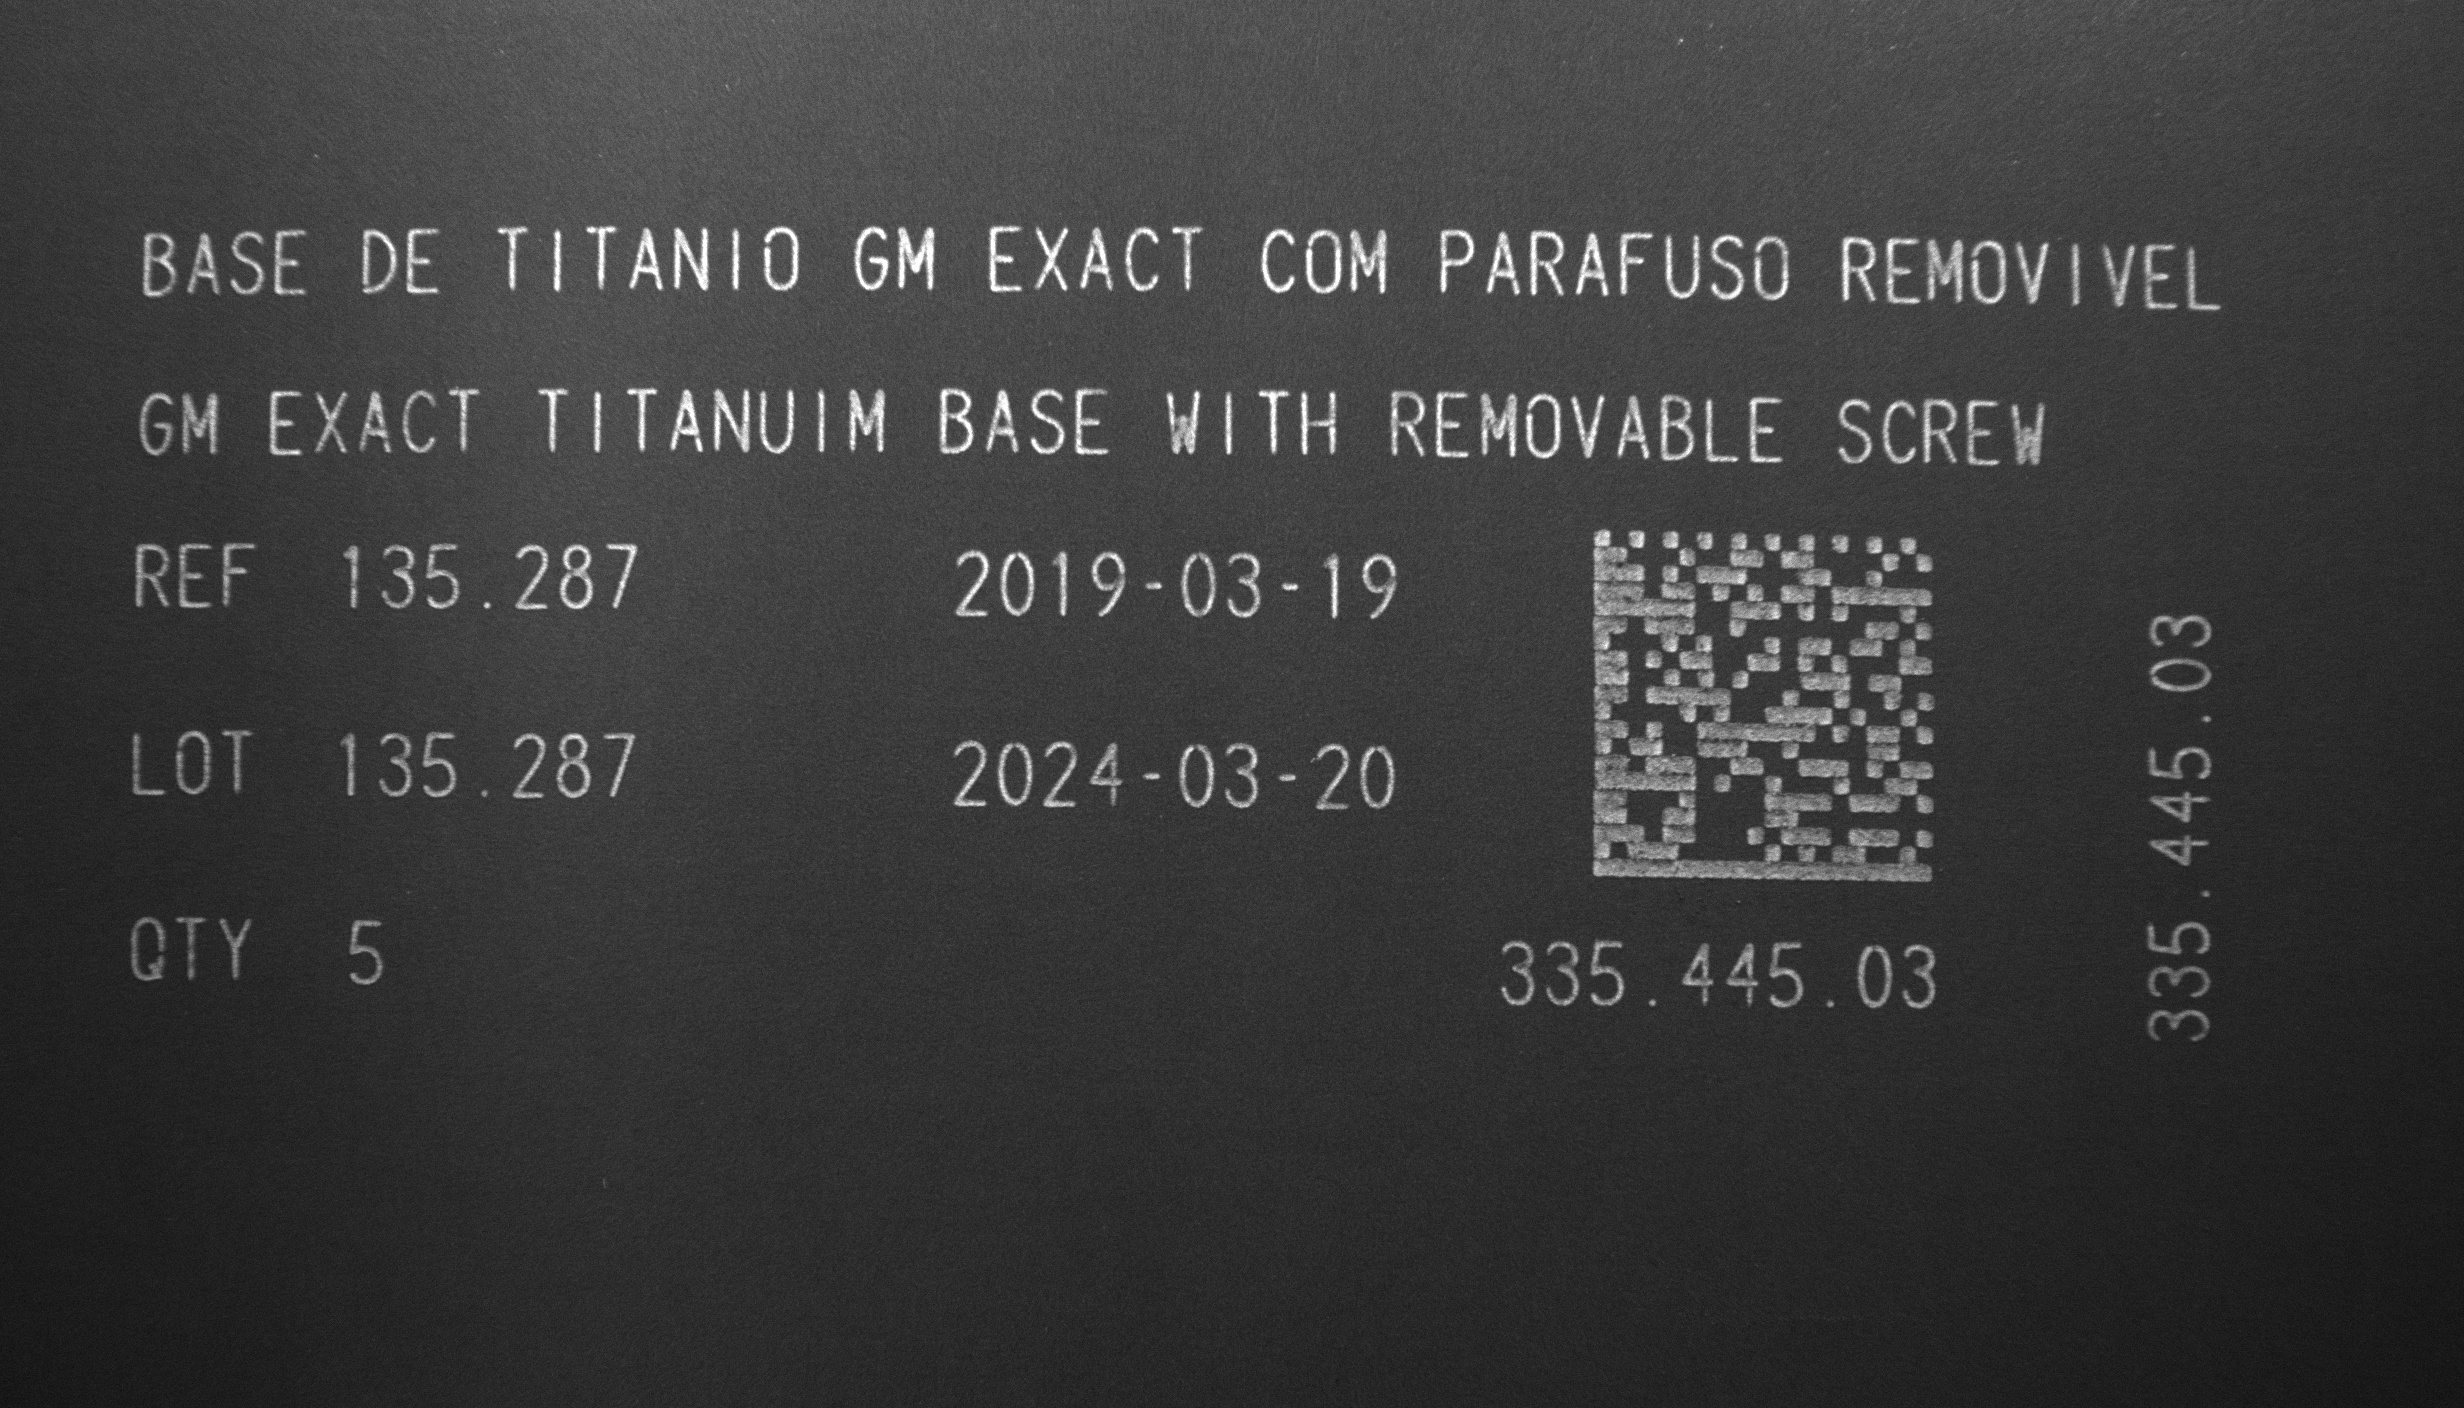 BASE DE TITANIO GM EXACT COM PARAFUSO REMOVIVEL
GM EXACT TITANUIM BASE WITH REMOVABLE SCREW
REF 135.287 2019-03-19
LOT 135.287 2024-03-20
QTY 5
335.445.03
335.445.03